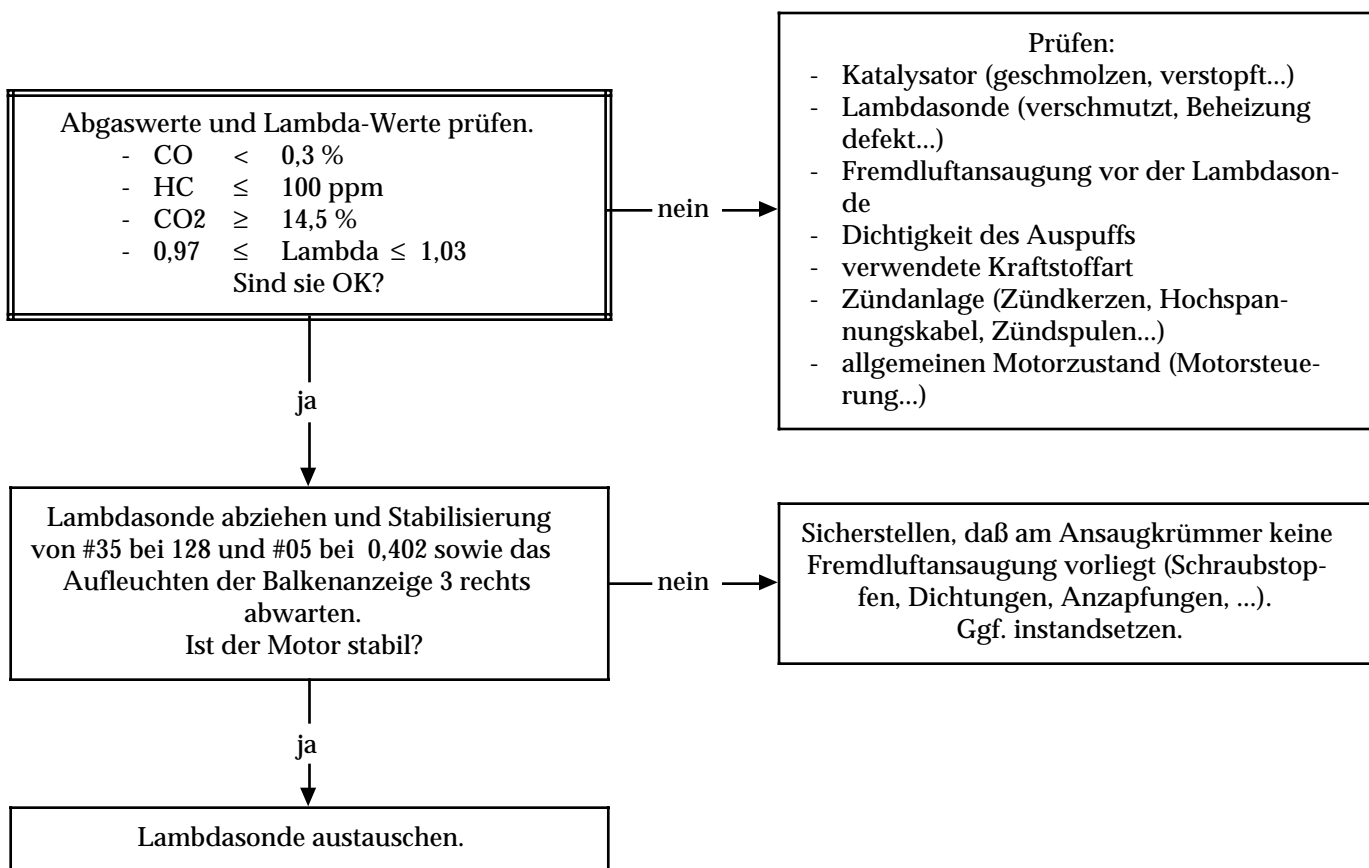 Abgaswerte und Lambda-Werte prüfen.
- CO < 0,3 %
- HC ≤ 100 ppm
- CO2 ≥ 14,5 %
- 0,97 ≤ Lambda ≤ 1,03
Sind sie OK?
nein
Prüfen:
- Katalysator (geschmolzen, verstopft...)
- Lambdasonde (verschmutzt, Beheizung
defekt...)
- Fremdluftansaugung vor der Lambdason-
de
- Dichtigkeit des Auspuffs
- verwendete Kraftstoffart
- Zündanlage (Zündkerzen, Hochspan-
nungskabel, Zündspulen...)
- allgemeinen Motorzustand (Motorsteue-
rung...)
ja
Lambdasonde abziehen und Stabilisierung
von #35 bei 128 und #05 bei 0,402 sowie das
Aufleuchten der Balkenanzeige 3 rechts
abwarten.
Ist der Motor stabil?
nein
Sicherstellen, daß am Ansaugkrümmer keine
Fremdluftansaugung vorliegt (Schraubstop-
fen, Dichtungen, Anzapfungen, ...).
Ggf. instandsetzen.
ja
Lambdasonde austauschen.